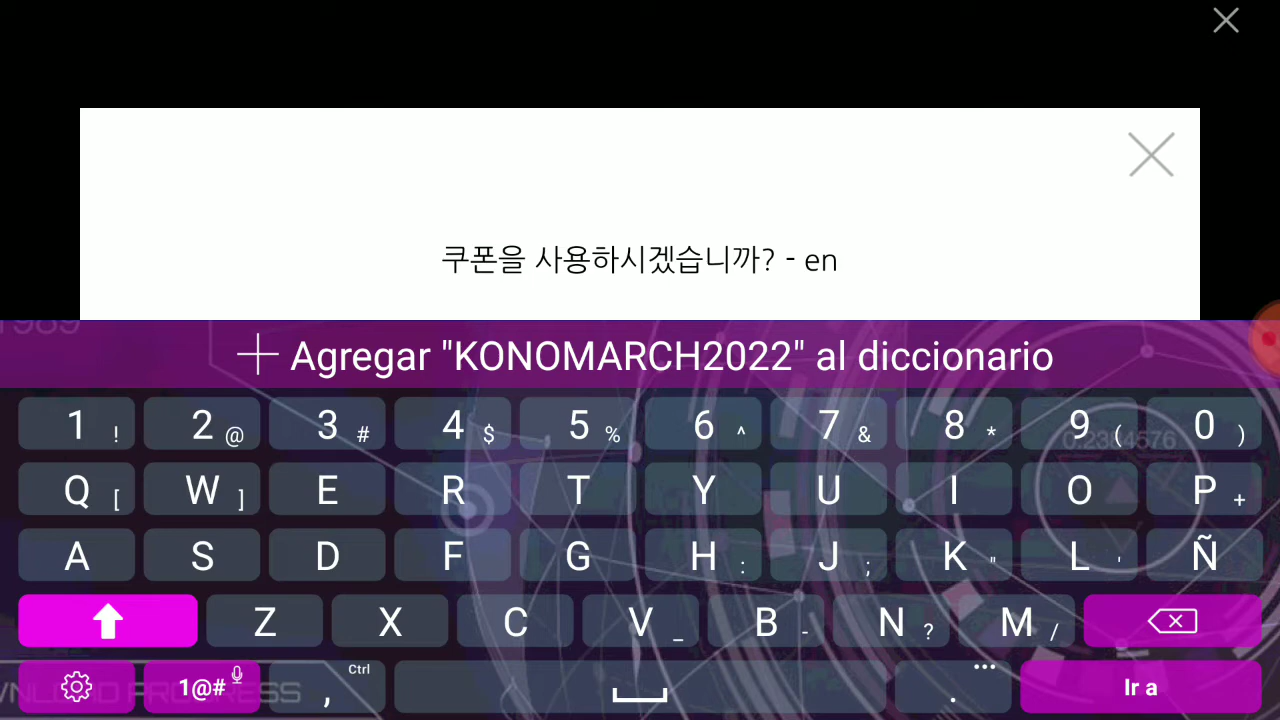 쿠폰을 사용하시겠습니까? - en
1989
Agregar "KONOMARCH2022" al diccionario
1 ! 2 @ 3 # 4 $ 5 % 6 ^ 7 & 8 * 9 ( 0 )
Q [ W ] E R T Y U I O P +
A S D F G H : J ; K " L ' Ñ
Z X C V _ B - N ? M /
1@# , Ctrl . ... Ir a